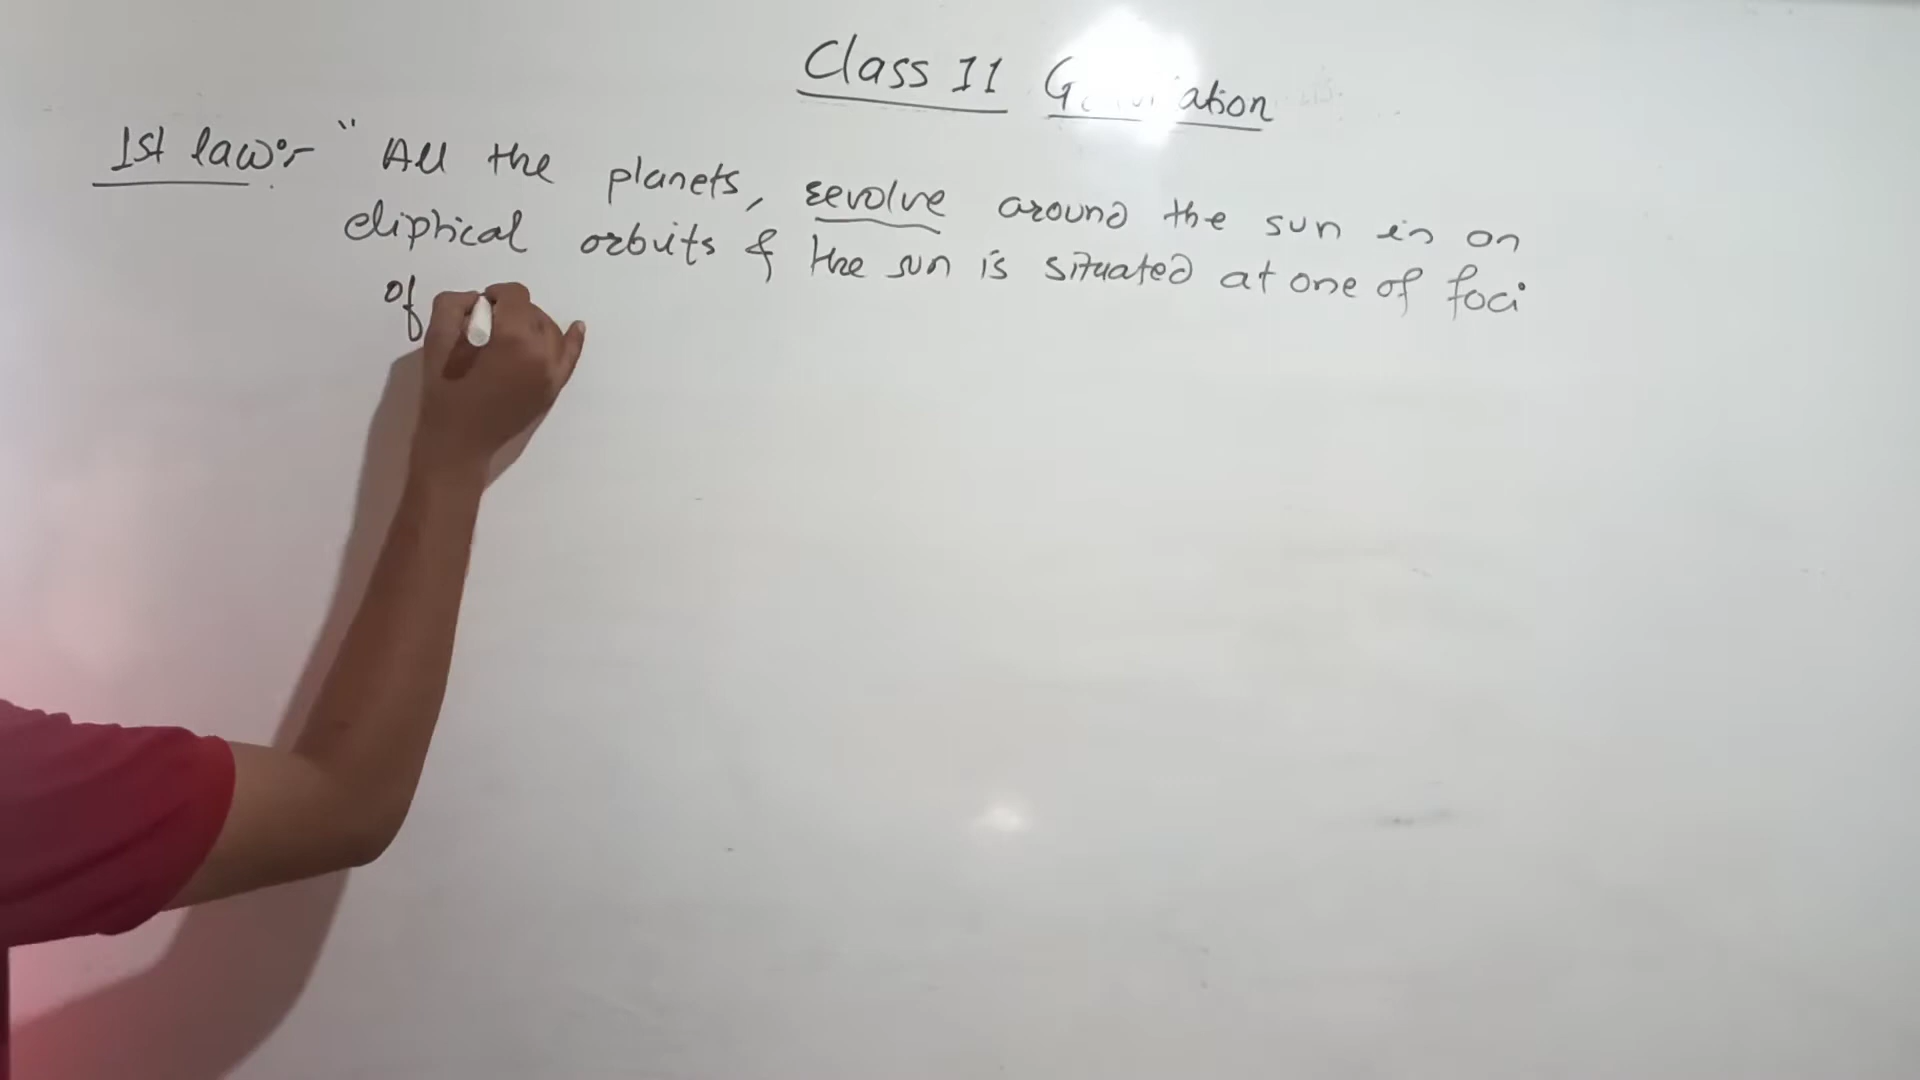 Class 11
1st law:- " All the planets, revolve around the sun in on
eliptical orbits & the sun is situated at one of foci
of